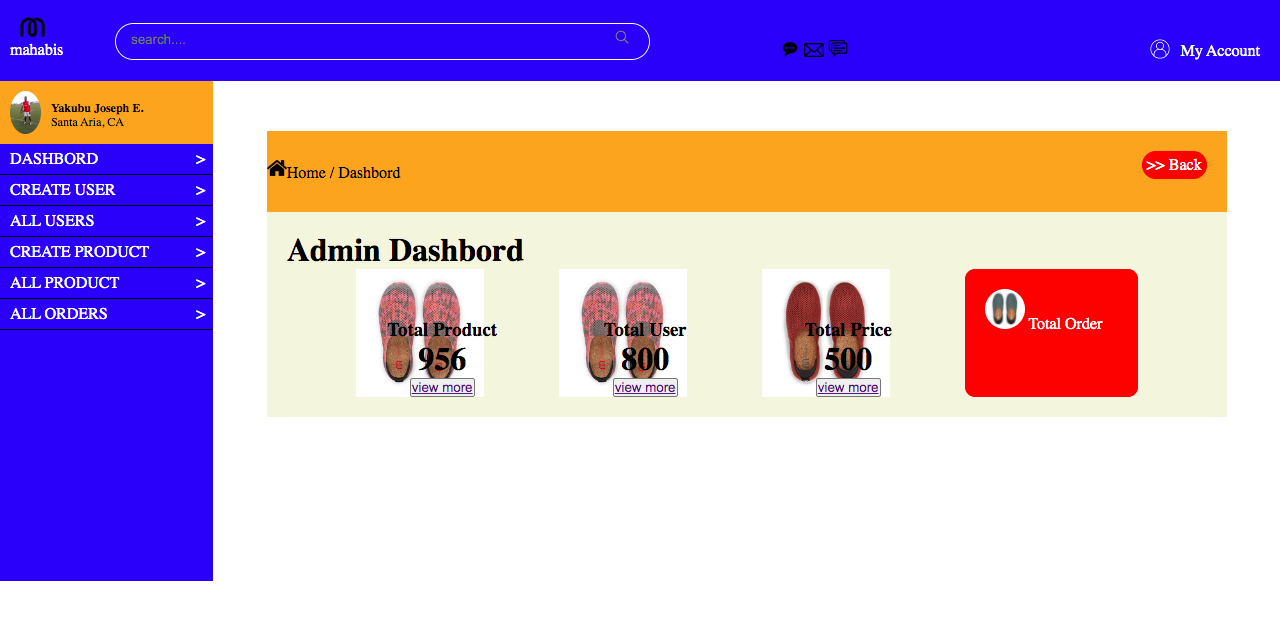 mahabis
search....
My Account
Yakubu Joseph E.
Santa Aria, CA
DASHBORD >
CREATE USER >
ALL USERS >
CREATE PRODUCT >
ALL PRODUCT >
ALL ORDERS >
Home / Dashbord
>> Back
Admin Dashbord
Total Product
956
view more
Total User
800
view more
Total Price
500
view more
Total Order